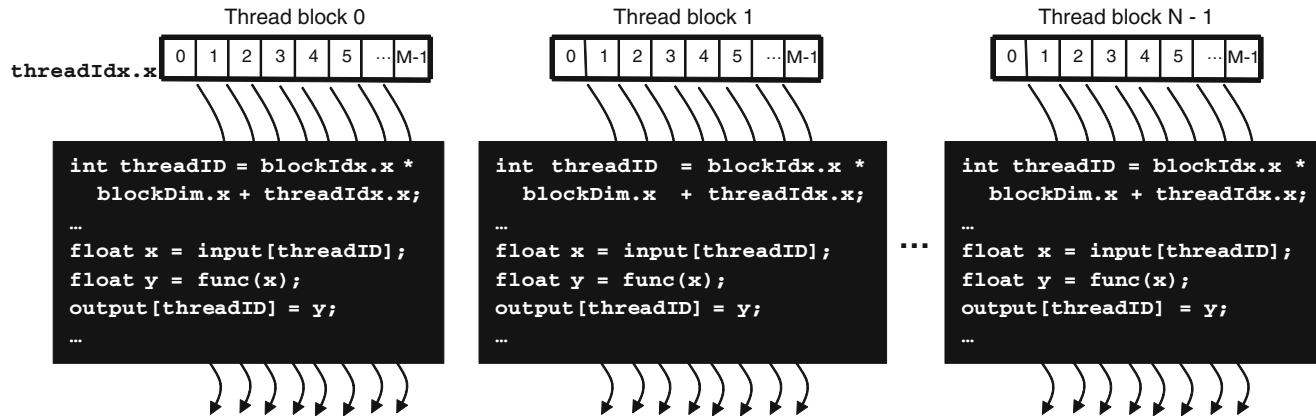 Thread block 0
threadIdx.x 0 1 2 3 4 5 ... M-1
int threadID = blockIdx.x *
blockDim.x + threadIdx.x;
…
float x = input[threadID];
float y = func(x);
output[threadID] = y;
…
Thread block 1
0 1 2 3 4 5 ... M-1
int threadID = blockIdx.x *
blockDim.x + threadIdx.x;
…
float x = input[threadID];
float y = func(x);
output[threadID] = y;
…
...
Thread block N - 1
0 1 2 3 4 5 ... M-1
int threadID = blockIdx.x *
blockDim.x + threadIdx.x;
…
float x = input[threadID];
float y = func(x);
output[threadID] = y;
…